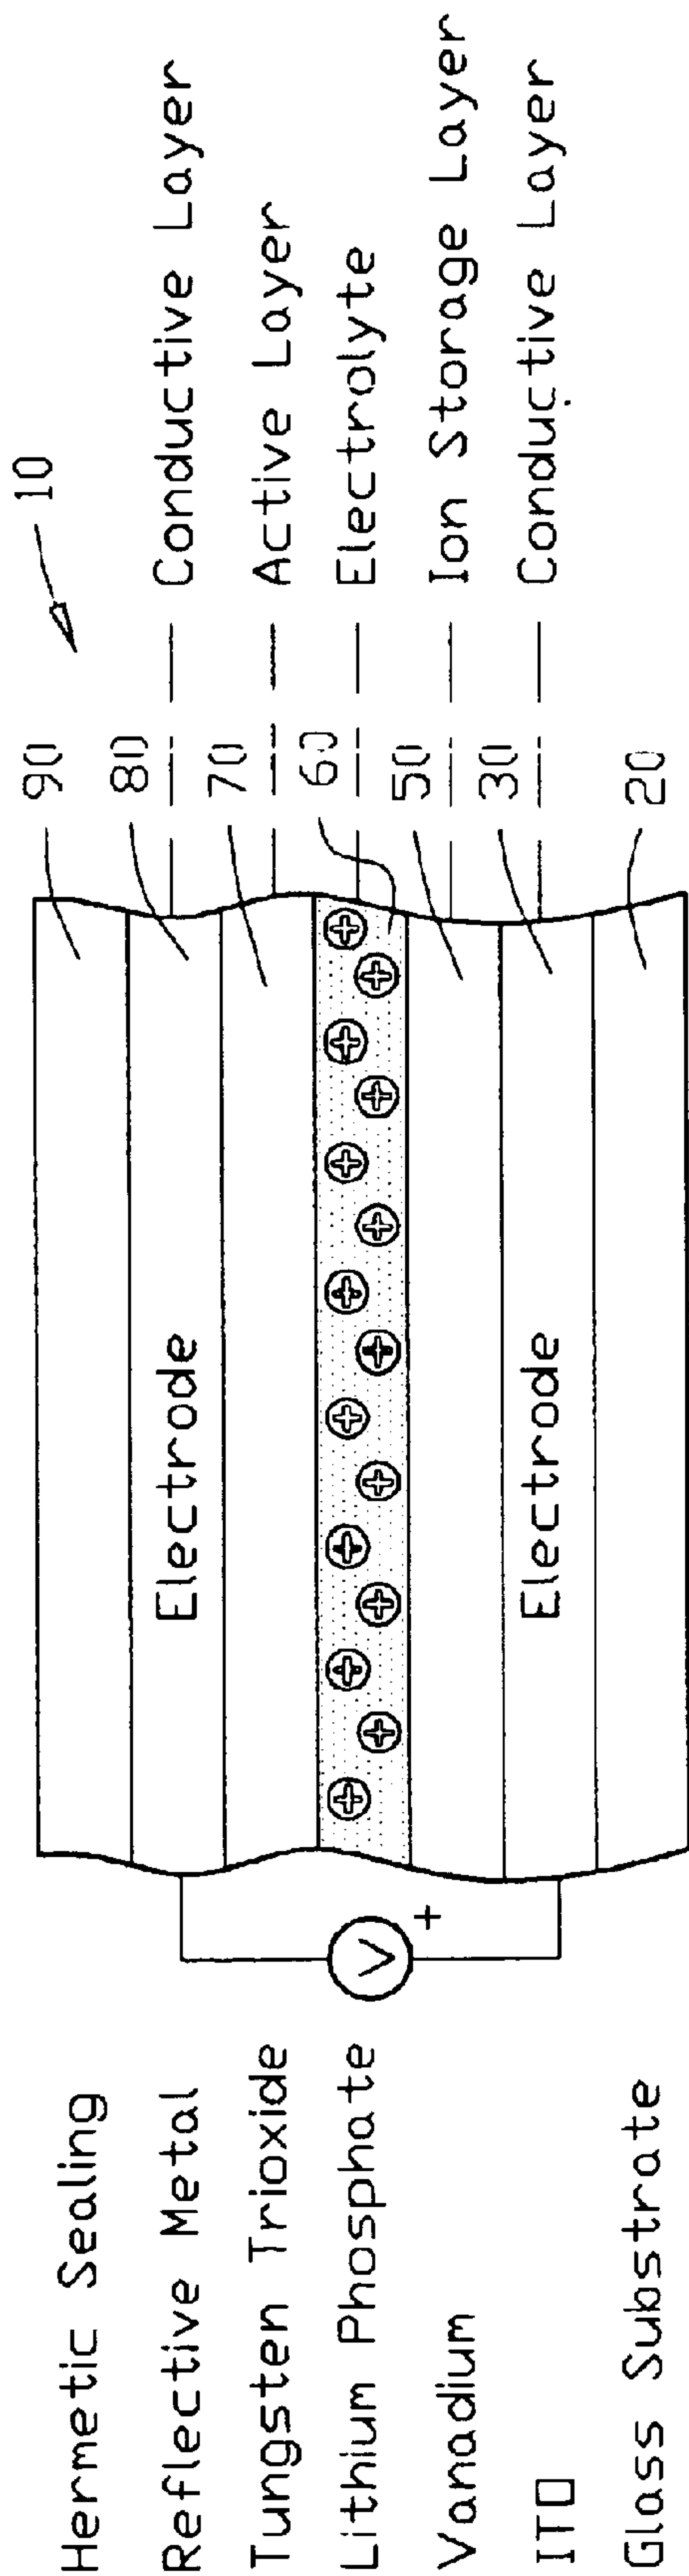 10
Hermetic Sealing
90
Reflective Metal
Electrode
80
Conductive Layer
Tungsten Trioxide
70
Active Layer
Lithium Phosphate
60
Electrolyte
V
+
Vanadium
50
Ion Storage Layer
ITO
Electrode
30
Conductive Layer
Glass Substrate
20